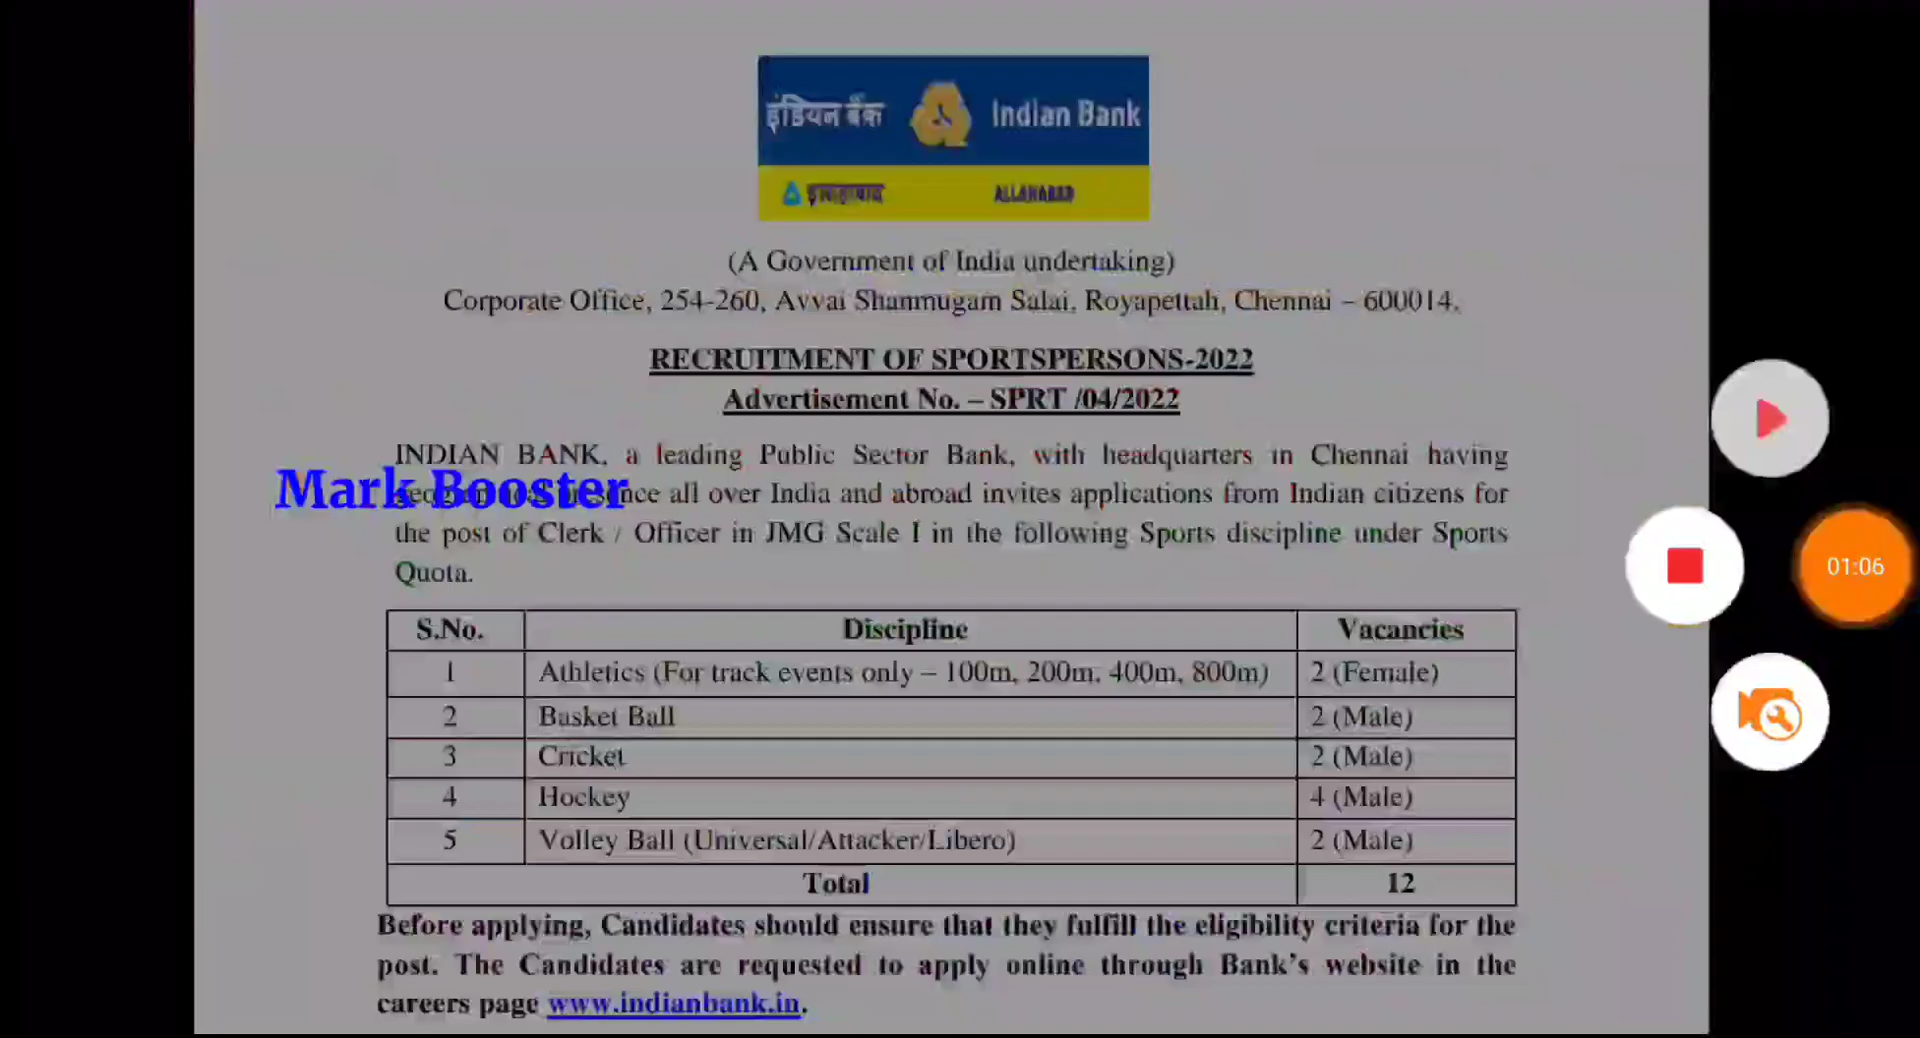 इंडियन बैंक Indian Bank
इलाहाबाद ALLAHABAD
(A Government of India undertaking)
Corporate Office, 254-260, Avvai Shanmugam Salai, Royapettah, Chennai – 600014.
RECRUITMENT OF SPORTSPERSONS-2022
Advertisement No. – SPRT /04/2022
INDIAN BANK, a leading Public Sector Bank, with headquarters in Chennai having
Mark Booster
all over India and abroad invites applications from Indian citizens for
the post of Clerk / Officer in JMG Scale I in the following Sports discipline under Sports
Quota.
S.No. Discipline Vacancies
1 Athletics (For track events only – 100m, 200m, 400m, 800m) 2 (Female)
2 Basket Ball 2 (Male)
3 Cricket 2 (Male)
4 Hockey 4 (Male)
5 Volley Ball (Universal/Attacker/Libero) 2 (Male)
Total 12
Before applying, Candidates should ensure that they fulfill the eligibility criteria for the
post. The Candidates are requested to apply online through Bank's website in the
careers page www.indianbank.in.
01:06